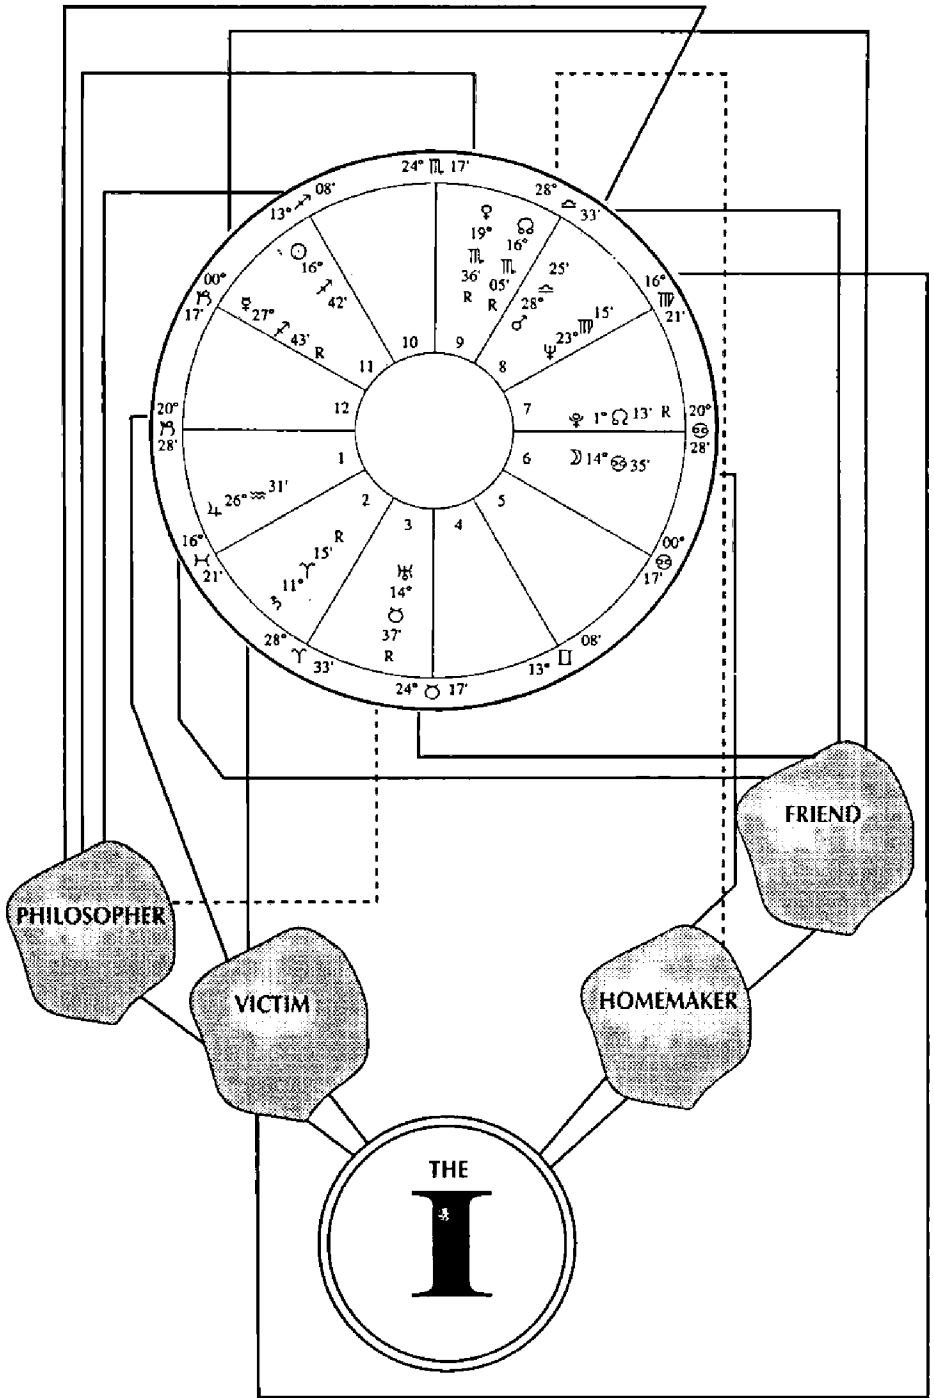 24° ♏ 17'
13° ♐ 08'
28° ♎ 33'
☉ 16° ♐ 42'
♀ 19° ♏ 36' R
☊ 16° ♏ 05' R
♂ 28° ♎ 25'
00° ♑ 17'
☿ 27° ♐ 43' R
♆ 23° ♍ 15'
16° ♍ 21'
10
9
11
8
12
7
20° ♑ 28'
♇ 1° ☊ 13' R
20° ♋ 28'
1
6
☽ 14° ♋ 35'
♃ 26° ♒ 31'
2
5
3
4
16° ♓ 21'
♄ 11° ♈ 15' R
♅ 14° ♉ 37' R
00° ♋ 17'
28° ♈ 33'
13° ♊ 08'
24° ♉ 17'
FRIEND
PHILOSOPHER
VICTIM
HOMEMAKER
THE
I